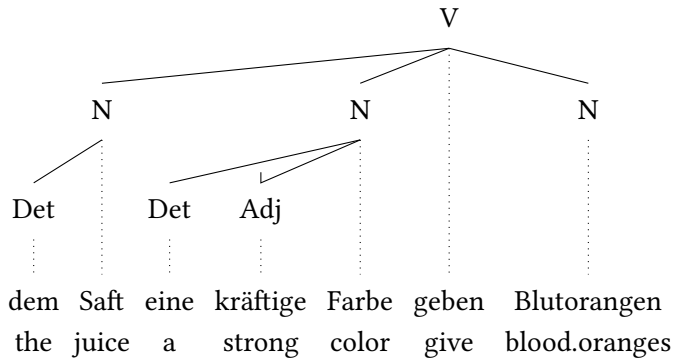 V
N N N
Det Det Adj
dem Saft eine kräftige Farbe geben Blutorangen
the juice a strong color give blood.oranges